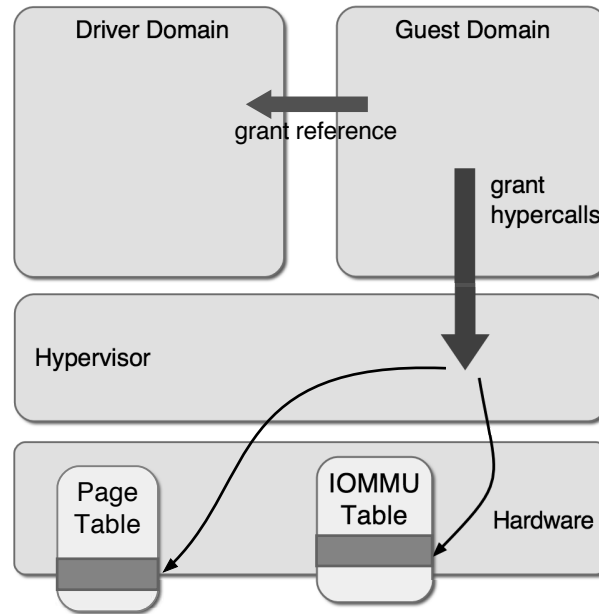 Driver Domain
Guest Domain
grant reference
grant
hypercalls
Hypervisor
Page
Table
IOMMU
Table
Hardware